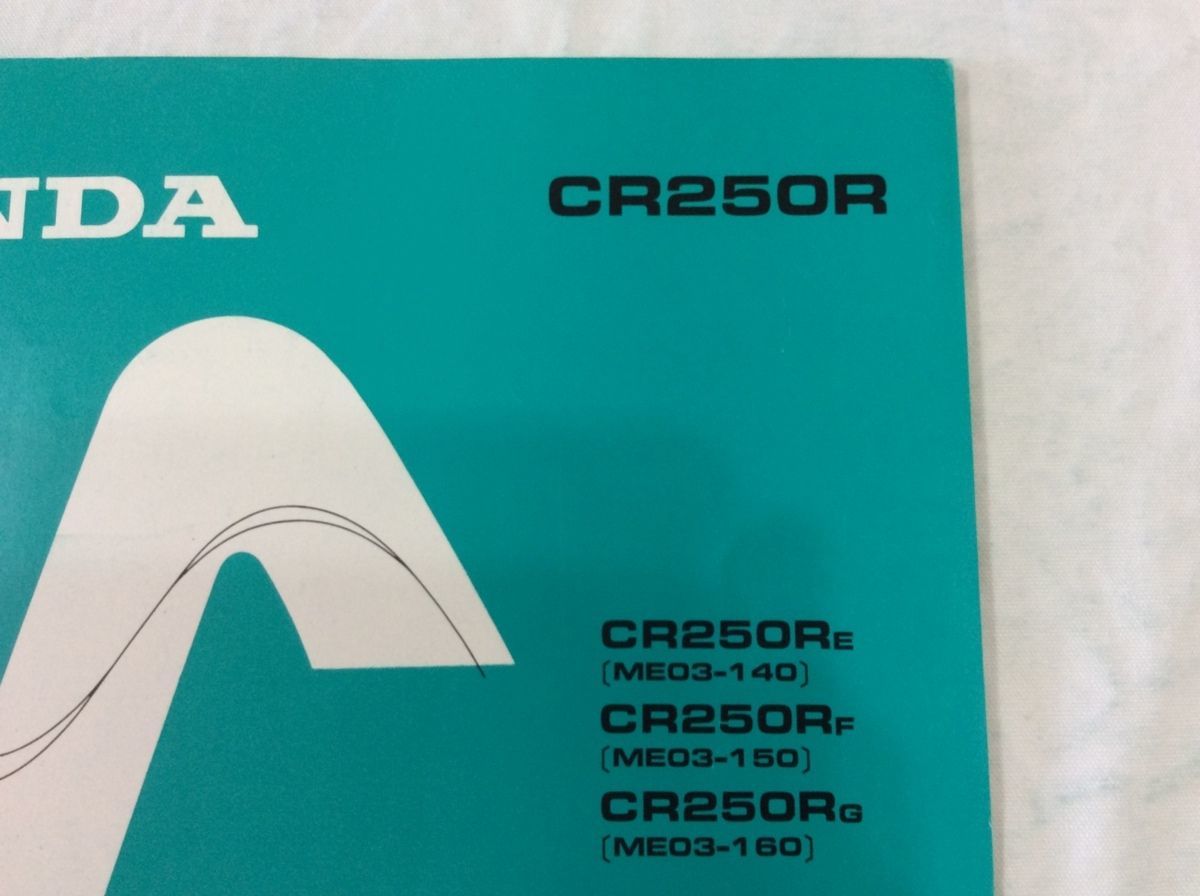 NDA
CR250R
CR250RE
[ME03-140]
CR250RF
[ME03-150]
CR250RG
[ME03-160]